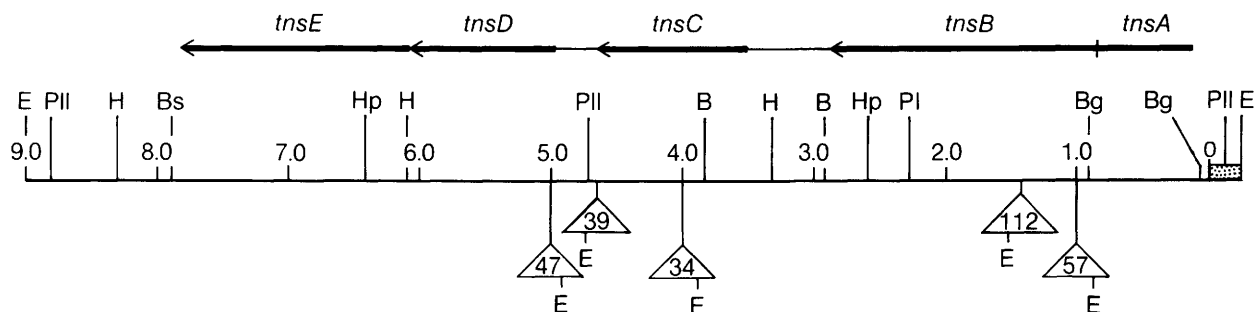 tnsE tnsD tnsC tnsB tnsA
E PII H Bs Hp H PII B H B Hp PI Bg Bg PII E
9.0 8.0 7.0 6.0 5.0 4.0 3.0 2.0 1.0 0
39 112
47 E 34 E 57
E F E